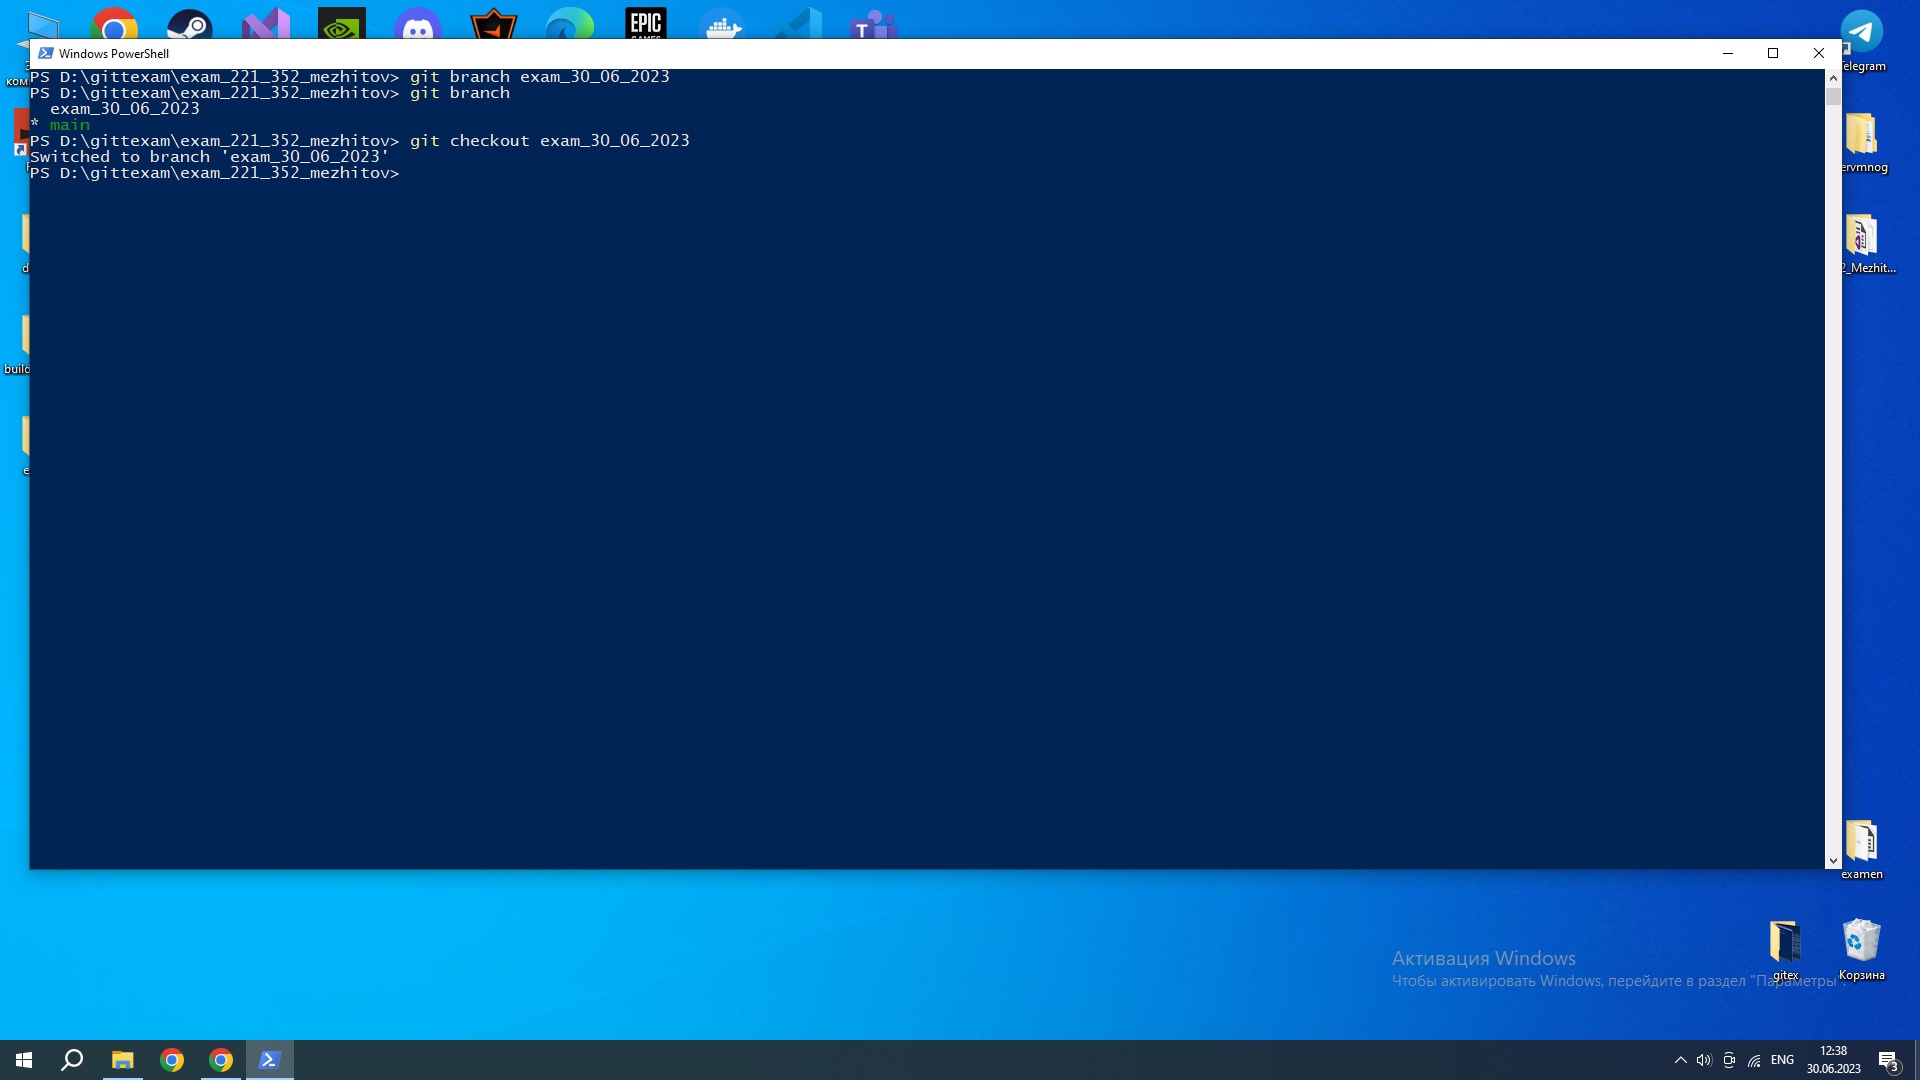 EPIC
GAMES
T
Windows PowerShell
PS D:\gittexam\exam_221_352_mezhitov> git branch exam_30_06_2023
PS D:\gittexam\exam_221_352_mezhitov> git branch
  exam_30_06_2023
* main
PS D:\gittexam\exam_221_352_mezhitov> git checkout exam_30_06_2023
Switched to branch 'exam_30_06_2023'
PS D:\gittexam\exam_221_352_mezhitov>
elegram
ervmnog
2_Mezhit...
build
examen
gitex
Корзина
Активация Windows
Чтобы активировать Windows, перейдите в раздел "Параметры".
ENG
12:38
30.06.2023
3